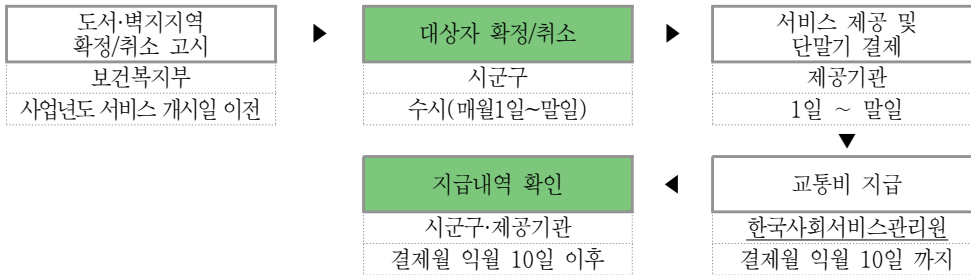 도서·벽지지역
확정/취소 고시
보건복지부
사업년도 서비스 개시일 이전
▶
대상자 확정/취소
시군구
수시(매월1일~말일)
▶
서비스 제공 및
단말기 결제
제공기관
1일 ~ 말일
▼
교통비 지급
한국사회서비스관리원
결제월 익월 10일 까지
◀
지급내역 확인
시군구·제공기관
결제월 익월 10일 이후